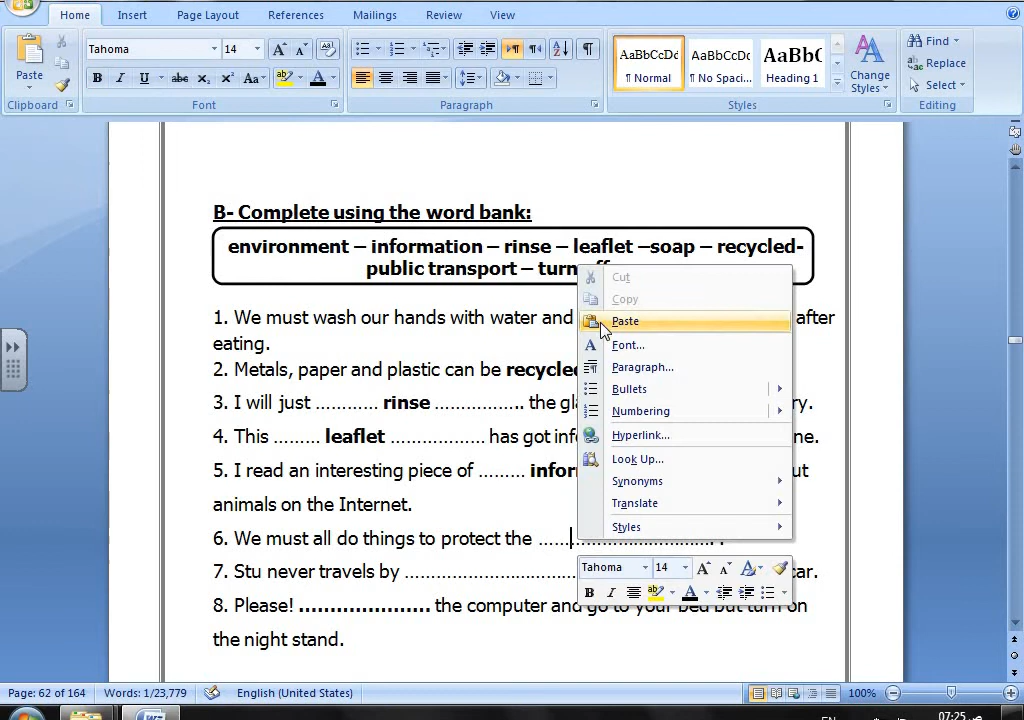 Home Insert Page Layout References Mailings Review View
Paste
Clipboard
Tahoma 14
Font
Paragraph
AaBbCcDc AaBbCcDc AaBbC
¶ Normal ¶ No Spaci... Heading 1
Change Styles
Styles
Find
Replace
Select
Editing
B- Complete using the word bank:
environment – information – rinse – leaflet –soap – recycled-
public transport – turn
1. We must wash our hands with water and after
eating.
2. Metals, paper and plastic can be recycled
3. I will just ............ rinse ................ the ry.
4. This ......... leaflet .................. has got ne.
5. I read an interesting piece of ......... ut
animals on the Internet.
6. We must all do things to protect the ..................................
7. Stu never travels by ................................. car.
8. Please! ...................... the computer and go to your bed but turn on
the night stand.
Cut
Copy
Paste
Font...
Paragraph...
Bullets
Numbering
Hyperlink...
Look Up...
Synonyms
Translate
Styles
Tahoma 14
Page: 62 of 164 Words: 1/23,779 English (United States) 100%